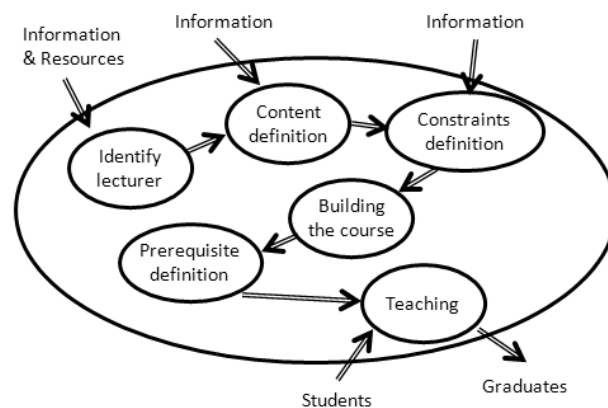 Information
& Resources
Information
Information
Content
definition
Constraints
definition
Identify
lecturer
Building
the course
Prerequisite
definition
Teaching
Students
Graduates